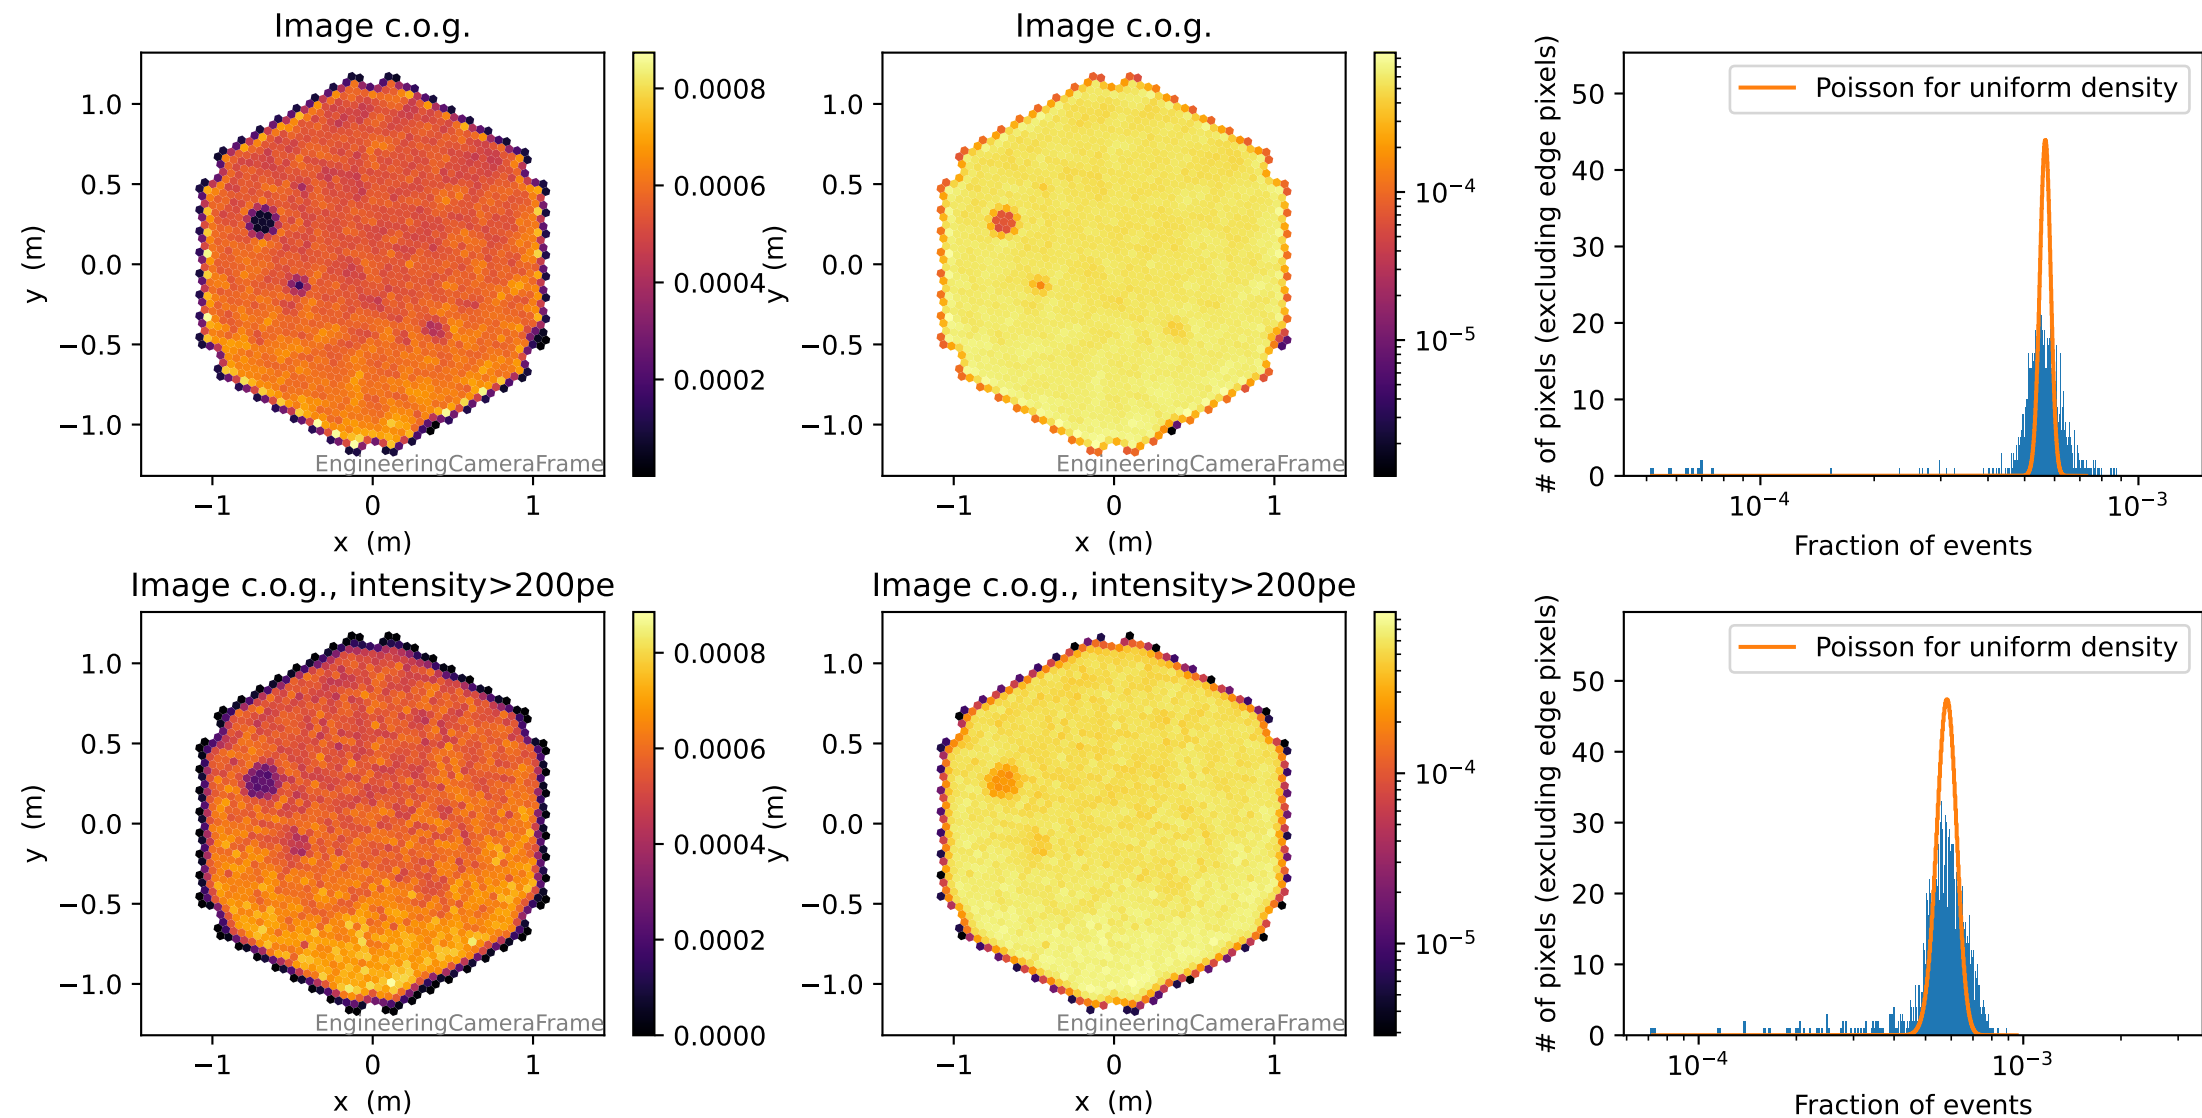 Image c.o.g.
1.0
0.5
0.0
−0.5
−1.0
y (m)
−1
0
1
x (m)
EngineeringCameraFrame
0.0008
0.0006
0.0004
0.0002
Image c.o.g.
1.0
0.5
0.0
−0.5
−1.0
y (m)
−1
0
1
x (m)
EngineeringCameraFrame
10−4
10−5
# of pixels (excluding edge pixels)
50
40
30
20
10
0
Poisson for uniform density
10−4
10−3
Fraction of events
Image c.o.g., intensity>200pe
1.0
0.5
0.0
−0.5
−1.0
y (m)
−1
0
1
x (m)
EngineeringCameraFrame
0.0008
0.0006
0.0004
0.0002
0.0000
Image c.o.g., intensity>200pe
1.0
0.5
0.0
−0.5
−1.0
y (m)
−1
0
1
x (m)
EngineeringCameraFrame
10−4
10−5
# of pixels (excluding edge pixels)
50
40
30
20
10
0
Poisson for uniform density
10−4
10−3
Fraction of events